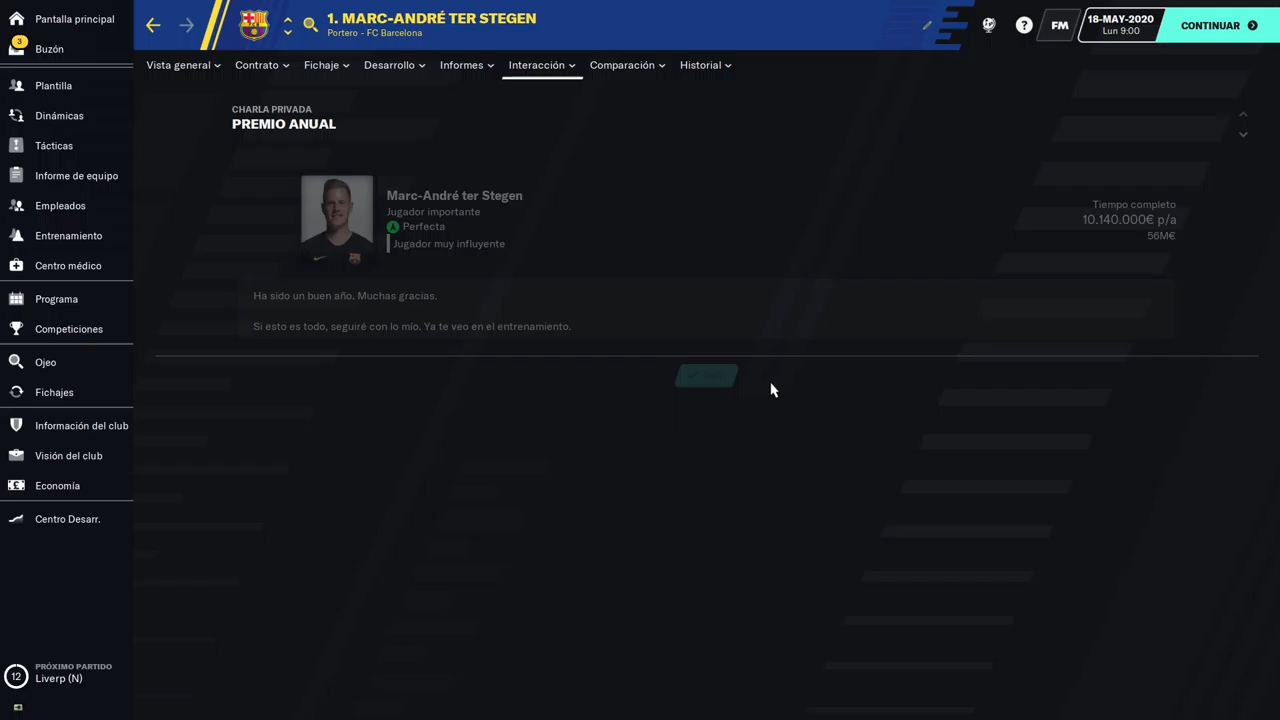 Pantalla principal
3
Buzón
Plantilla
Dinámicas
Tácticas
Informe de equipo
Empleados
Entrenamiento
Centro médico
Programa
Competiciones
Ojeo
Fichajes
Información del club
Visión del club
Economía
Centro Desarr.
12
PRÓXIMO PARTIDO
Liverp (N)
1. MARC-ANDRÉ TER STEGEN
Portero - FC Barcelona
?
FM
18-MAY-2020
Lun 9:00
CONTINUAR
Vista general
Contrato
Fichaje
Desarrollo
Informes
Interacción
Comparación
Historial
CHARLA PRIVADA
PREMIO ANUAL
Marc-André ter Stegen
Jugador importante
Perfecta
Jugador muy influyente
Tiempo completo
10.140.000€ p/a
56M€
Ha sido un buen año. Muchas gracias.
Si esto es todo, seguiré con lo mío. Ya te veo en el entrenamiento.